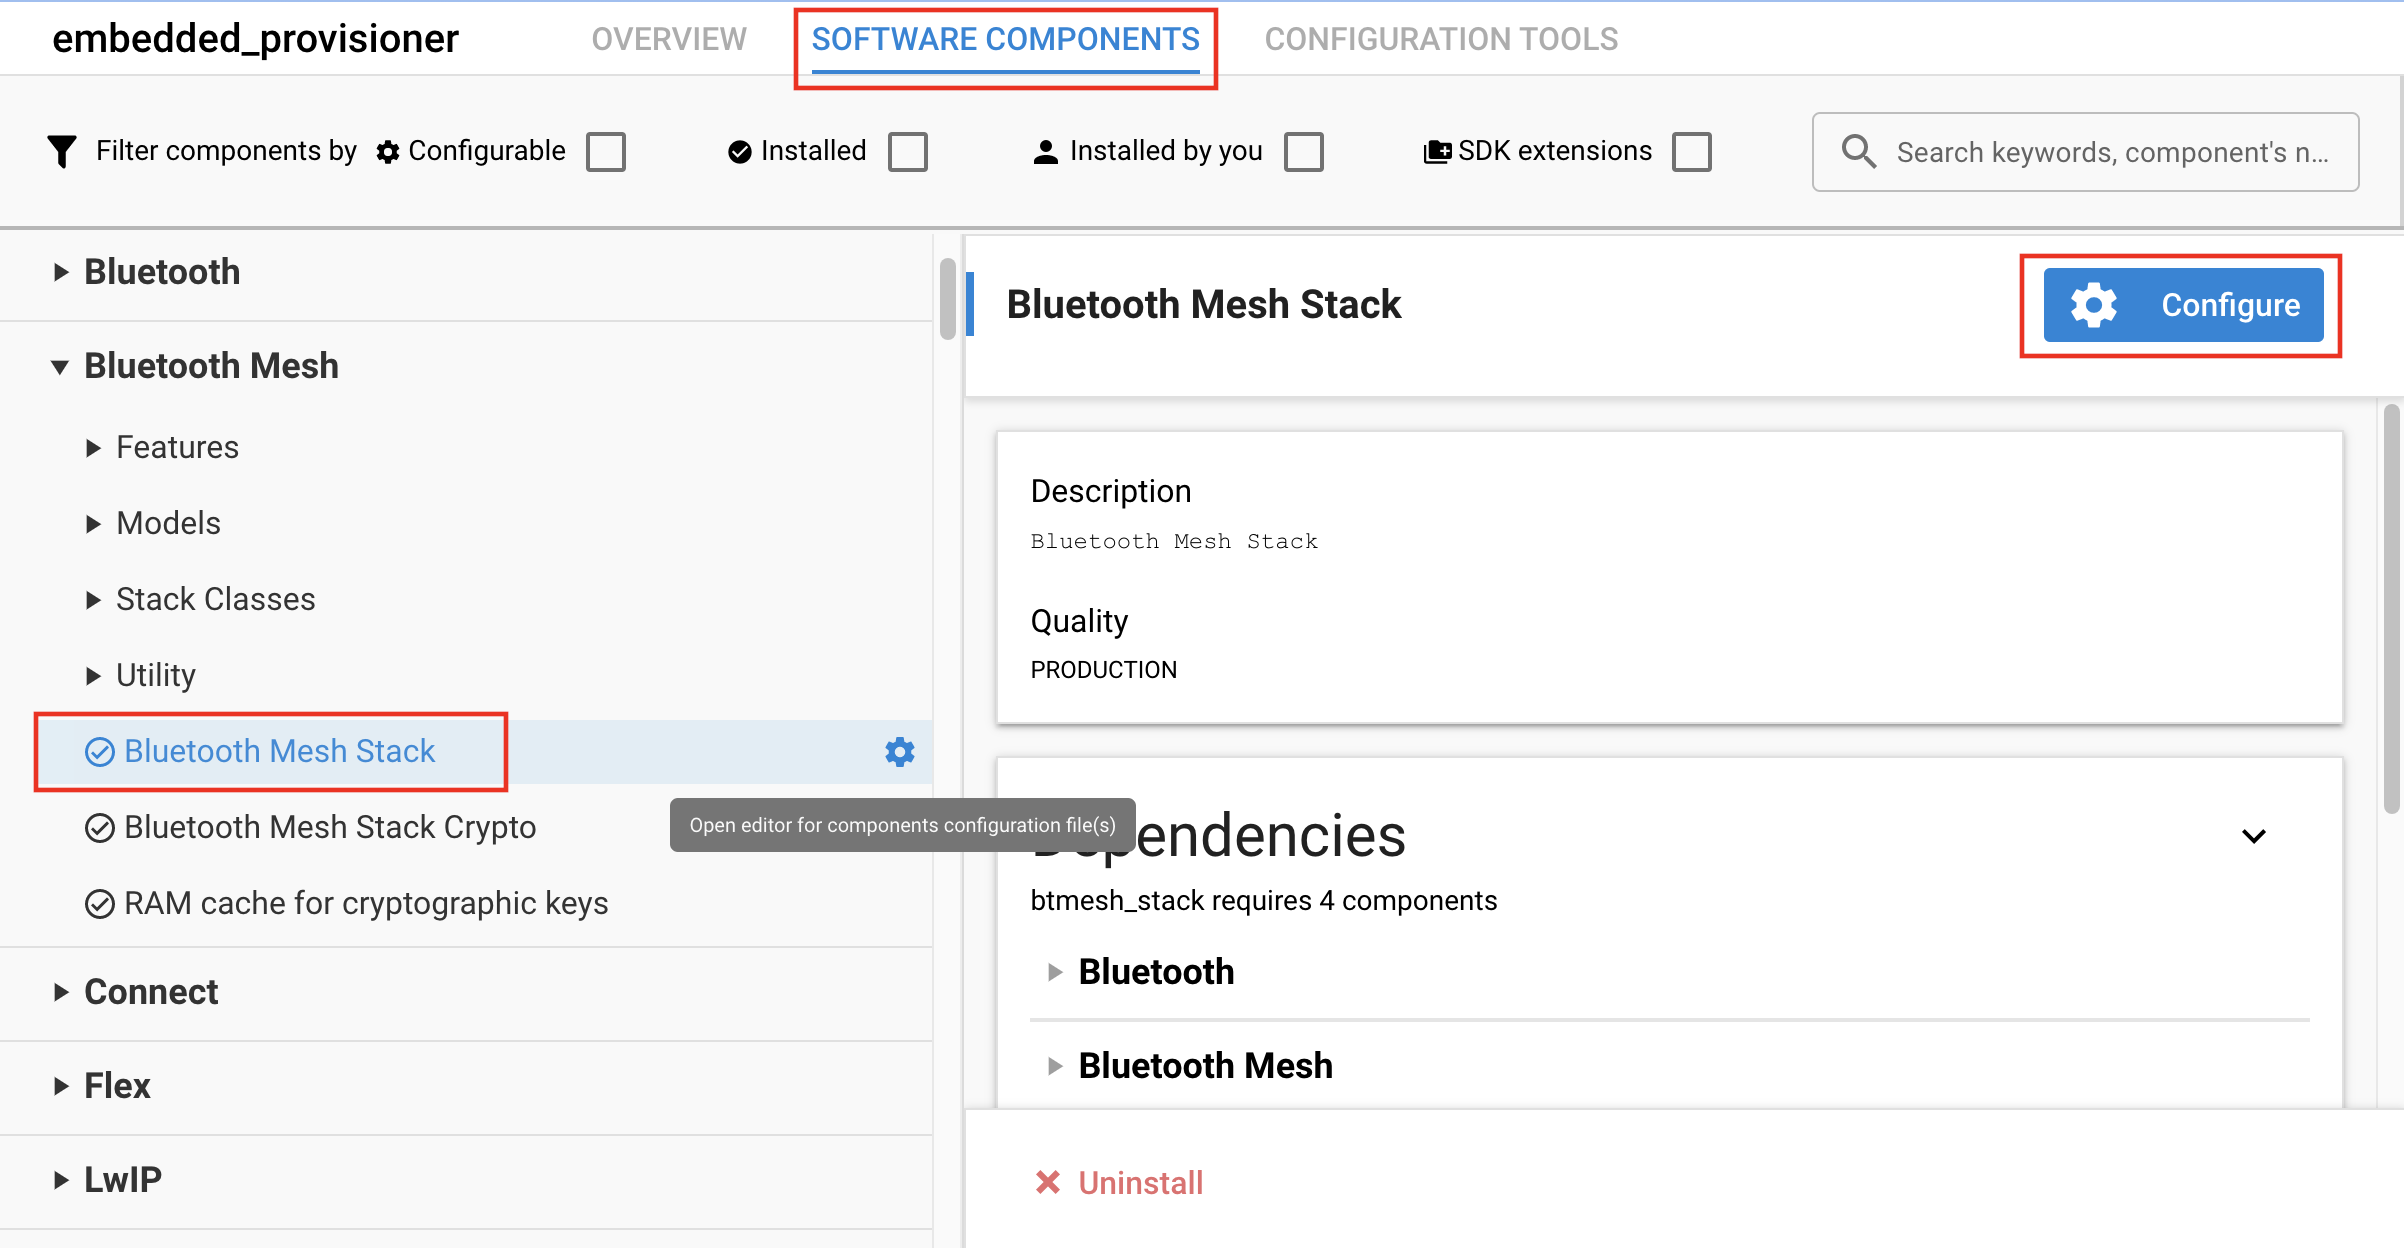 embedded_provisioner OVERVIEW SOFTWARE COMPONENTS CONFIGURATION TOOLS
Filter components by Configurable Installed Installed by you SDK extensions Search keywords, component's n...
Bluetooth
Bluetooth Mesh
Features
Models
Stack Classes
Utility
Bluetooth Mesh Stack
Bluetooth Mesh Stack Crypto
RAM cache for cryptographic keys
Connect
Flex
LwIP
Open editor for components configuration file(s)
Bluetooth Mesh Stack
Configure
Description
Bluetooth Mesh Stack
Quality
PRODUCTION
Dependencies
btmesh_stack requires 4 components
Bluetooth
Bluetooth Mesh
Uninstall